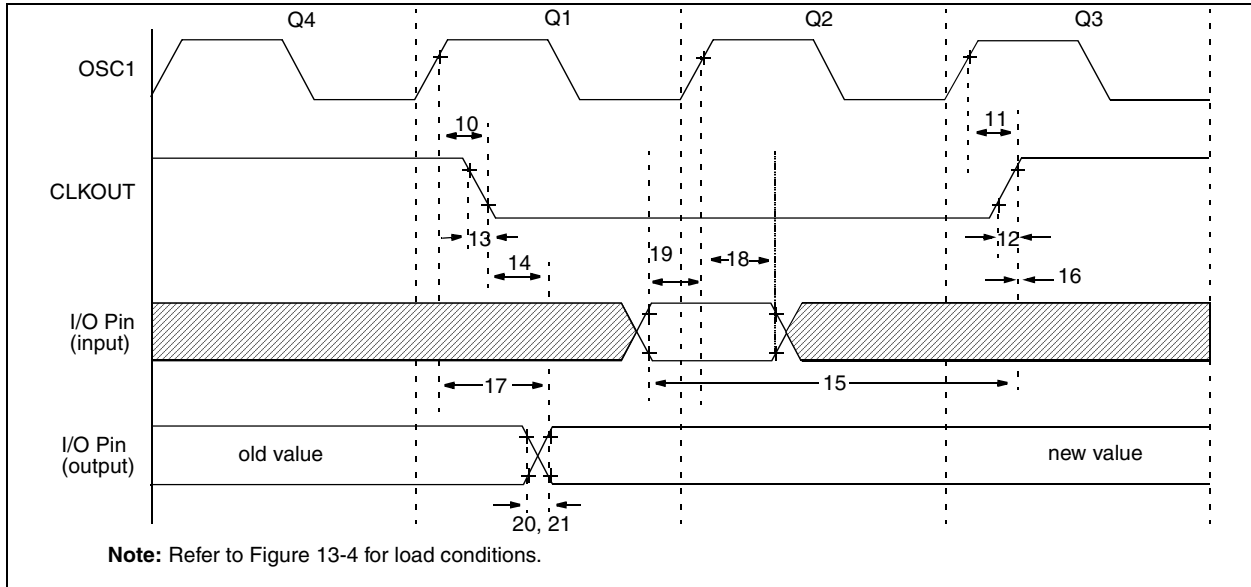 Q4 Q1 Q2 Q3
OSC1
10 11
CLKOUT
13 12
14 19 18 16
I/O Pin
(input)
17 15
I/O Pin
(output)
old value new value
20, 21
Note: Refer to Figure 13-4 for load conditions.